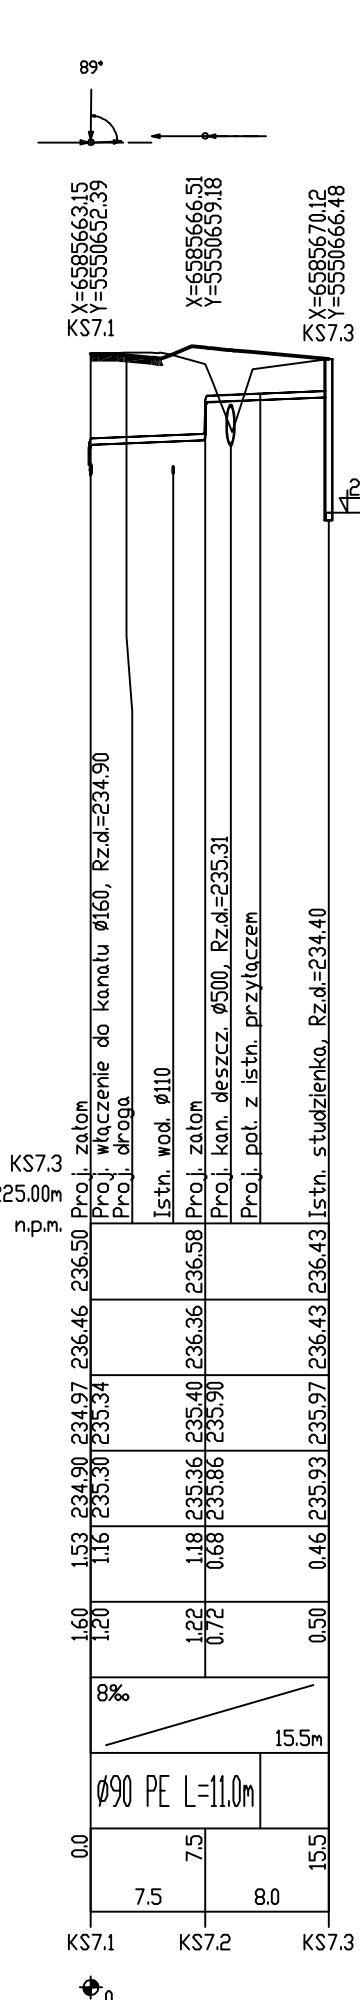 89°
X=6585663.15
Y=5550652.39
KS7.1
X=6585666.51
Y=5550659.18
X=6585670.12
Y=5550666.48
KS7.3
2
Proj. załom
Proj. włączenie do kanału Ø160, Rz.d.=234.90
Proj. droga
Istn. wod. Ø110
Proj. załom
Proj. kan. deszcz. Ø500, Rz.d.=235.31
Proj. poł. z istn. przyłączem
Istn. studzienka, Rz.d.=234.40
KS7.3
225.00m
n.p.m.
236.50 236.58 236.43
236.46 236.36 236.43
234.97 235.34 235.40 235.90 235.97
234.90 235.30 235.36 235.86 235.93
1.53 1.16 1.18 0.68 0.46
1.60 1.20 1.22 0.72 0.50
8‰
15.5m
Ø90 PE L=11.0m
0.0 7.5 15.5
7.5 8.0
KS7.1 KS7.2 KS7.3
0